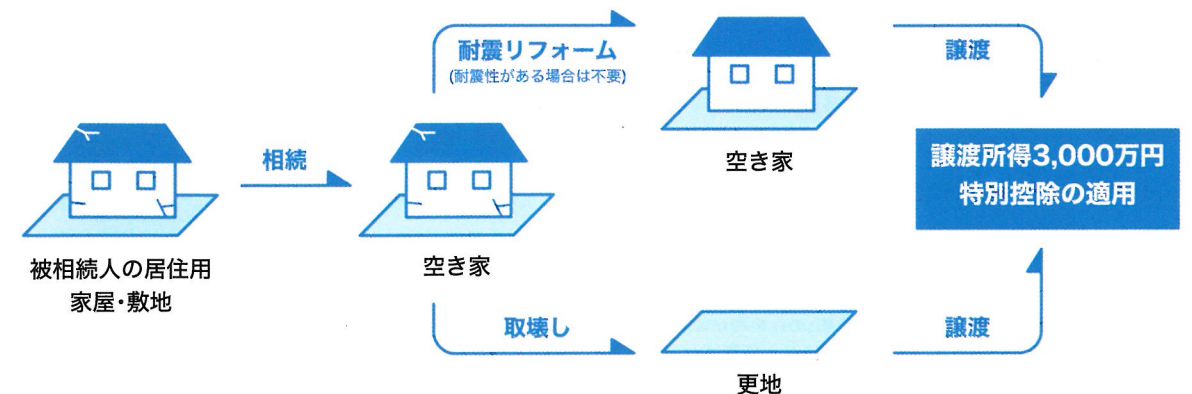 被相続人の居住用
家屋・敷地
相続
空き家
耐震リフォーム
(耐震性がある場合は不要)
空き家
譲渡
取壊し
更地
譲渡
譲渡所得3,000万円
特別控除の適用